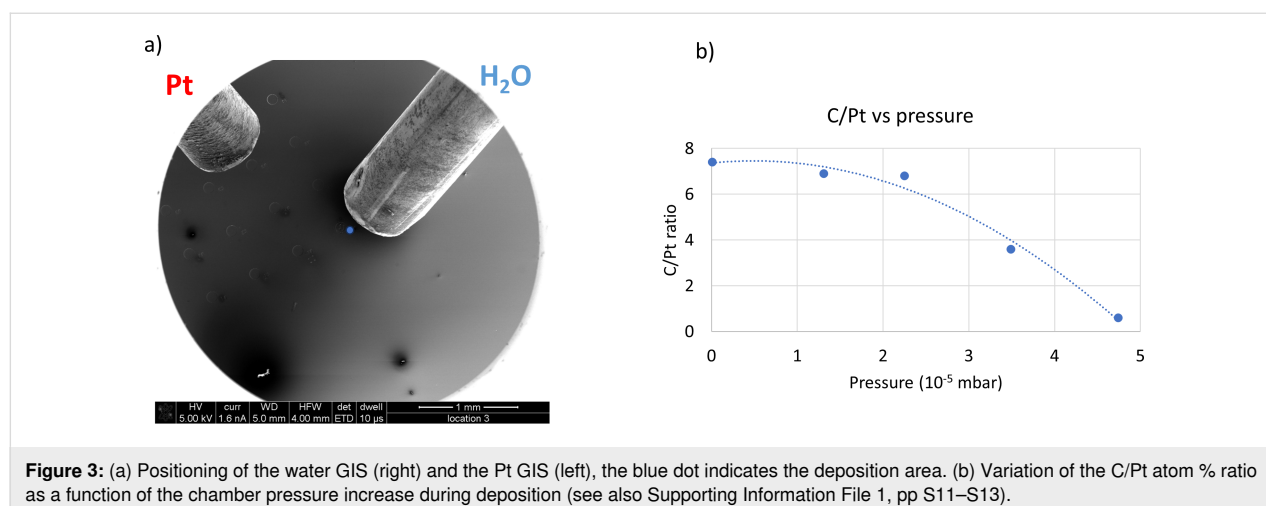 a)
Pt
H₂O
HV curr WD HFW det dwell 1 mm
5.00 kV 1.6 nA 5.0 mm 4.00 mm ETD 10 µs location 3
b)
C/Pt vs pressure
C/Pt ratio
8
6
4
2
0
0 1 2 3 4 5
Pressure (10⁻⁵ mbar)
Figure 3: (a) Positioning of the water GIS (right) and the Pt GIS (left), the blue dot indicates the deposition area. (b) Variation of the C/Pt atom % ratio
as a function of the chamber pressure increase during deposition (see also Supporting Information File 1, pp S11–S13).